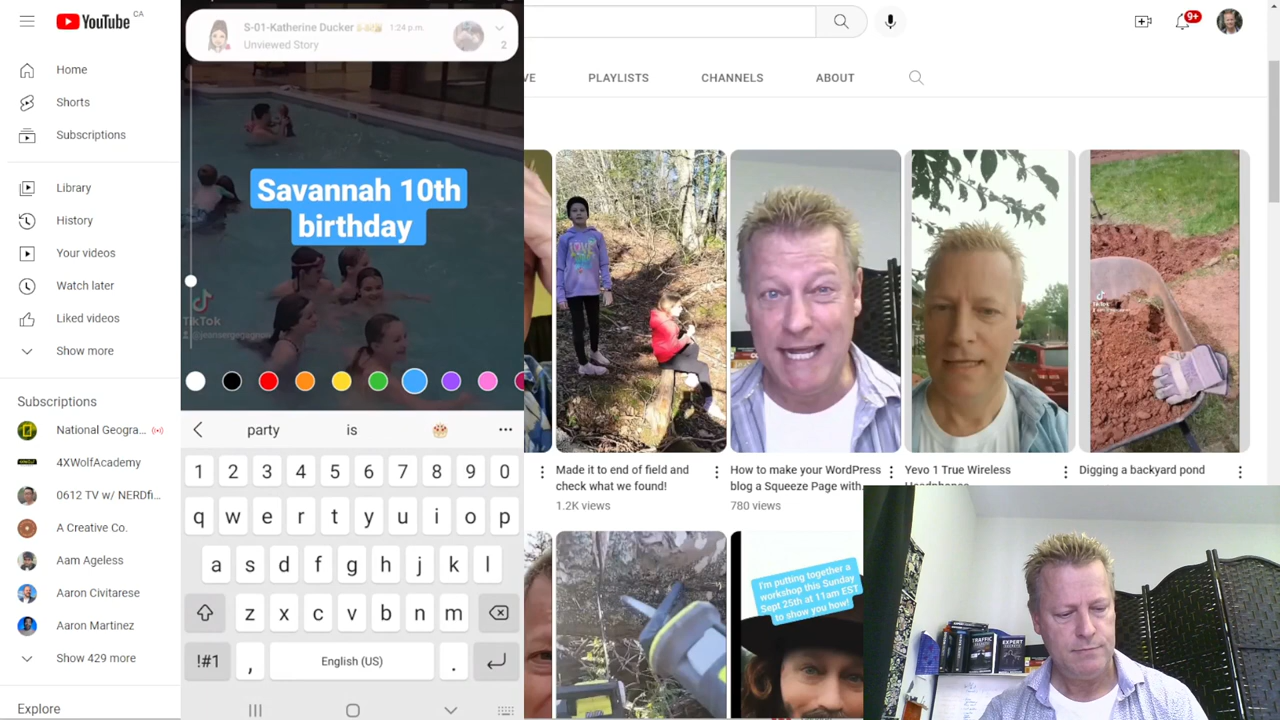 YouTube CA
Home
Shorts
Subscriptions
Library
History
Your videos
Watch later
Liked videos
Show more
Subscriptions
National Geogra...
4XWolfAcademy
0612 TV w/ NERDfi...
A Creative Co.
Aam Ageless
Aaron Civitarese
Aaron Martinez
Show 429 more
Explore
S-01-Katherine Ducker 1:24 p.m.
Unviewed Story
2
Savannah 10th
birthday
TikTok
party is
1 2 3 4 5 6 7 8 9 0
q w e r t y u i o p
a s d f g h j k l
z x c v b n m
!#1 , English (US) .
9+
VE PLAYLISTS CHANNELS ABOUT
Made it to end of field and
check what we found!
1.2K views
How to make your WordPress
blog a Squeeze Page with...
780 views
Yevo 1 True Wireless
Headphones
Digging a backyard pond
I'm putting together a
workshop this Sunday
Sept 25th at 11am EST
to show you how!
TRAFFIC
EXPERT